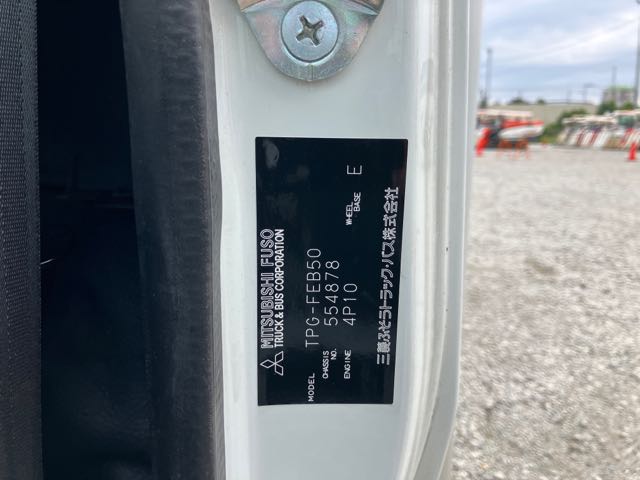 MITSUBISHI FUSO
TRUCK & BUS CORPORATION
MODEL TPG-FEB50
CHASSIS NO. 554878
ENGINE 4P10 WHEEL BASE E
三菱ふそうトラック・バス株式会社